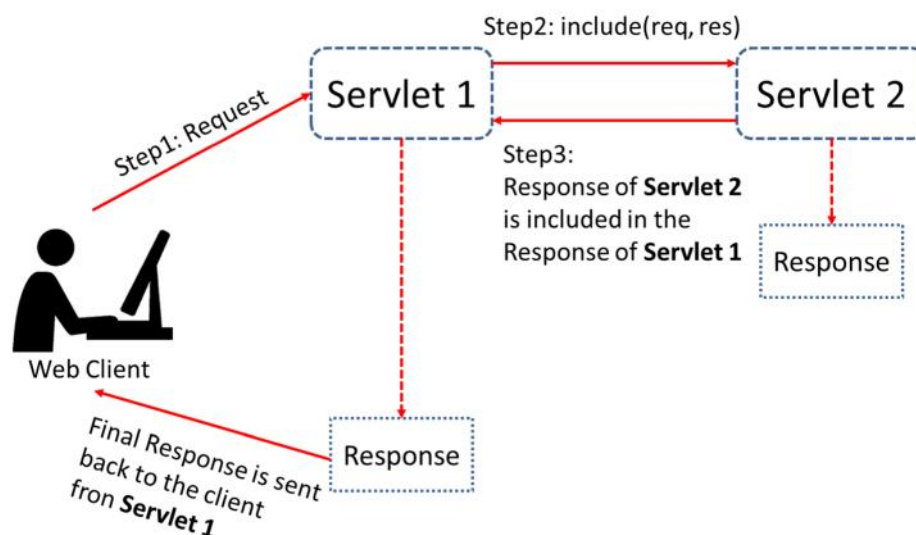 Step2: include(req, res)
Servlet 1
Servlet 2
Step1: Request
Step3:
Response of Servlet 2
is included in the
Response of Servlet 1
Response
Web Client
Response
Final Response is sent
back to the client
fron Servlet 1